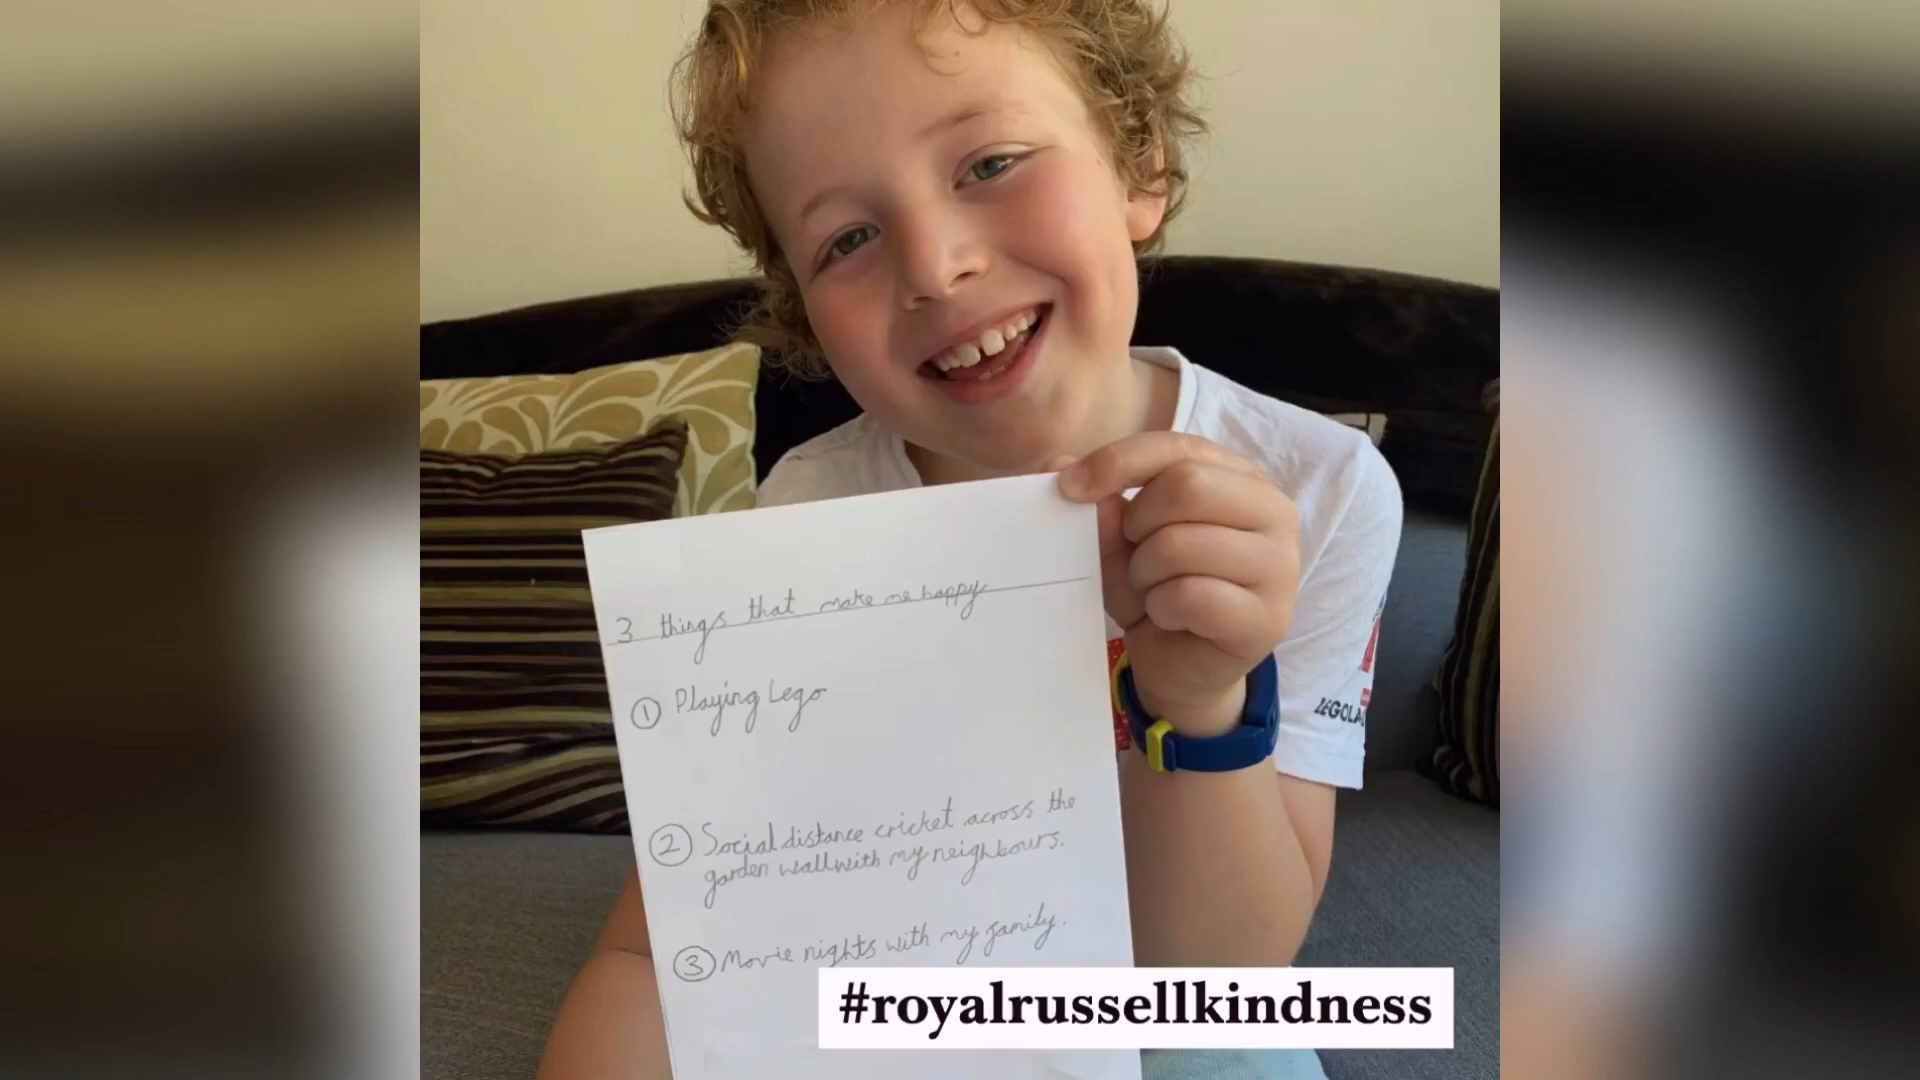 3 things that make me happy
① Playing Lego
② Social distance cricket across the
garden wall with my neighbours.
③ Movie nights with my family.
LEGOLA
#royalrussellkindness